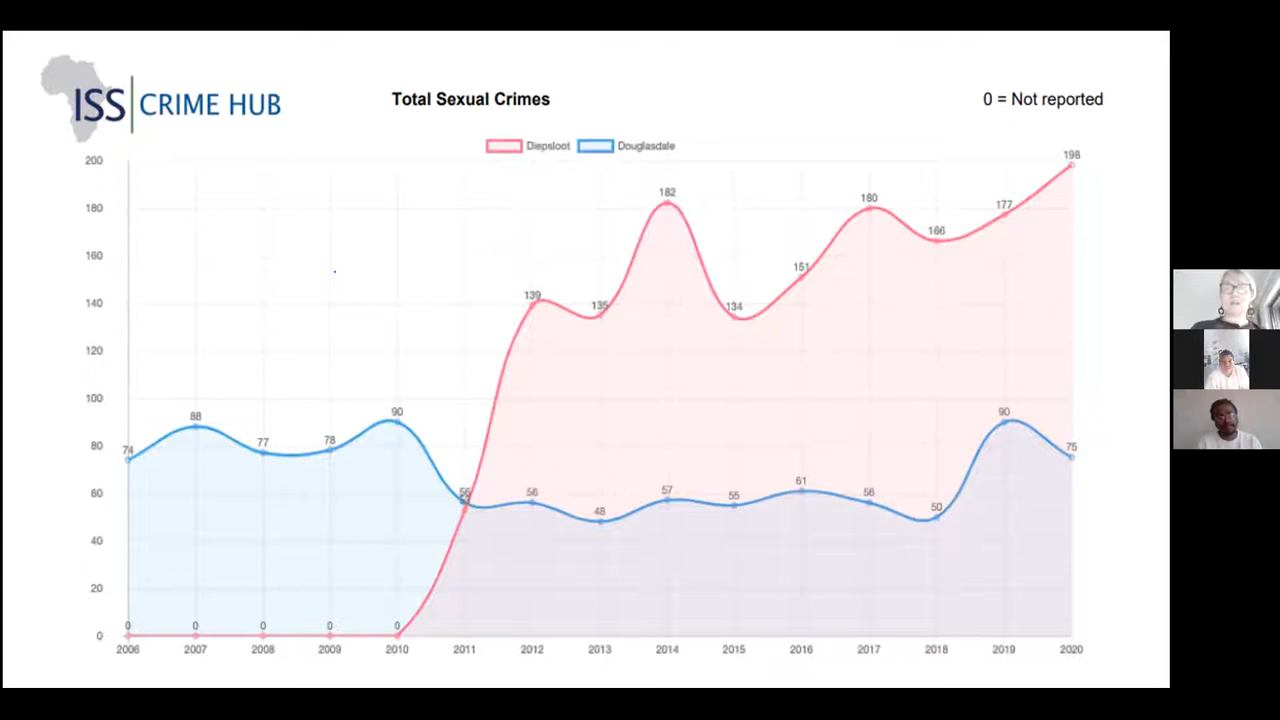 ISS CRIME HUB
Total Sexual Crimes
0 = Not reported
Diepsloot Douglasdale
200
180
160
140
120
100
80
60
40
20
0
74 88 77 78 90 56 56 48 57 55 61 56 50 90 75
0 0 0 0 0 139 135 182 134 151 180 166 177 198
2006 2007 2008 2009 2010 2011 2012 2013 2014 2015 2016 2017 2018 2019 2020